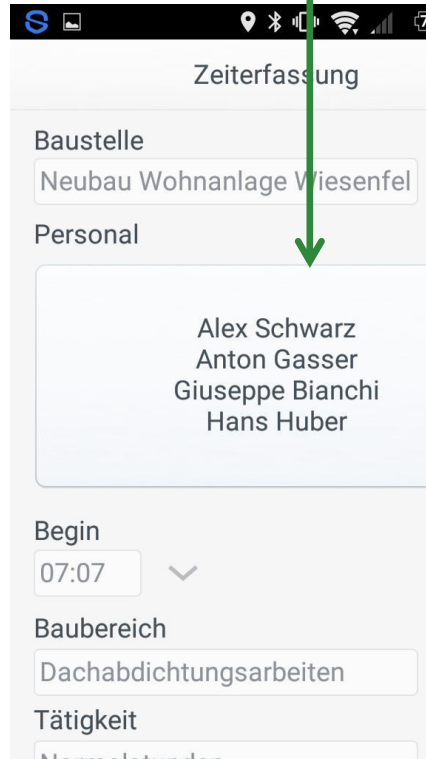 Zeiterfassung
Baustelle
Neubau Wohnanlage Wiesenfel
Personal
Alex Schwarz
Anton Gasser
Giuseppe Bianchi
Hans Huber
Begin
07:07
Baubereich
Dachabdichtungsarbeiten
Tätigkeit
Normalstunden